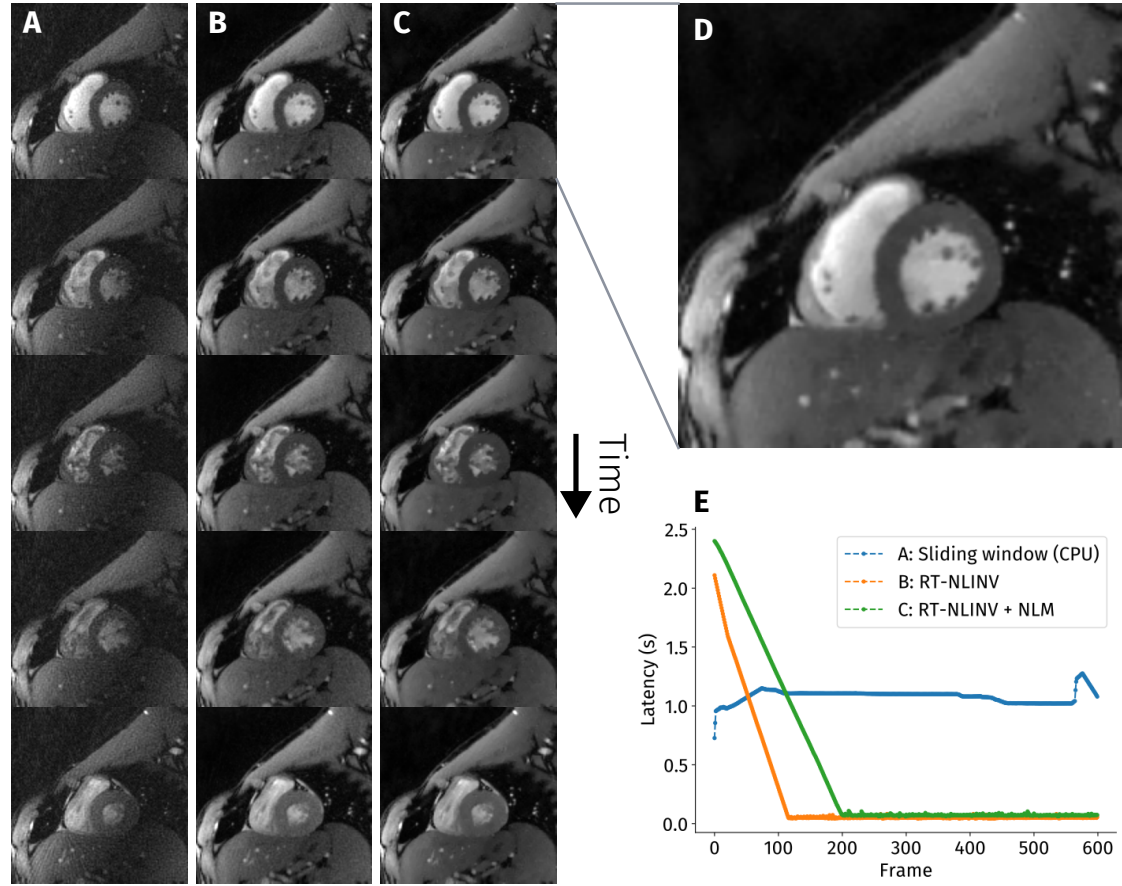 A
B
C
D
Time
E
2.5
2.0
1.5
1.0
0.5
0.0
Latency (s)
A: Sliding window (CPU)
B: RT-NLINV
C: RT-NLINV + NLM
0
100
200
300
400
500
600
Frame